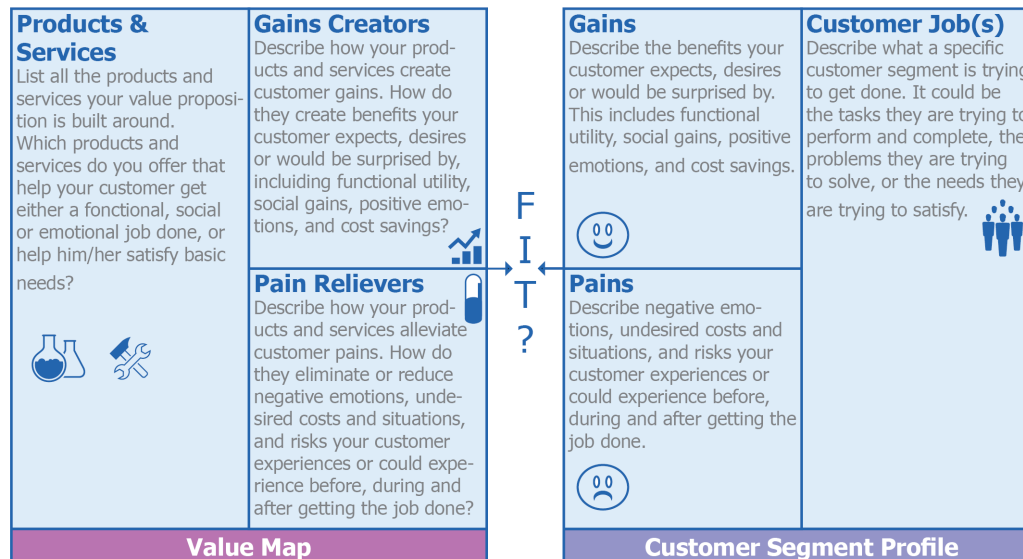 Products &
Services
List all the products and
services your value proposi-
tion is built around.
Which products and
services do you offer that
help your customer get
either a fonctional, social
or emotional job done, or
help him/her satisfy basic
needs?
Gains Creators
Describe how your prod-
ucts and services create
customer gains. How do
they create benefits your
customer expects, desires
or would be surprised by,
incluiding functional utility,
social gains, positive emo-
tions, and cost savings?
Pain Relievers
Describe how your prod-
ucts and services alleviate
customer pains. How do
they eliminate or reduce
negative emotions, unde-
sired costs and situations,
and risks your customer
experiences or could expe-
rience before, during and
after getting the job done?
Value Map
F
I
T
?
Gains
Describe the benefits your
customer expects, desires
or would be surprised by.
This includes functional
utility, social gains, positive
emotions, and cost savings.
Pains
Describe negative emo-
tions, undesired costs and
situations, and risks your
customer experiences or
could experience before,
during and after getting the
job done.
Customer Job(s)
Describe what a specific
customer segment is trying
to get done. It could be
the tasks they are trying to
perform and complete, the
problems they are trying
to solve, or the needs they
are trying to satisfy.
Customer Segment Profile